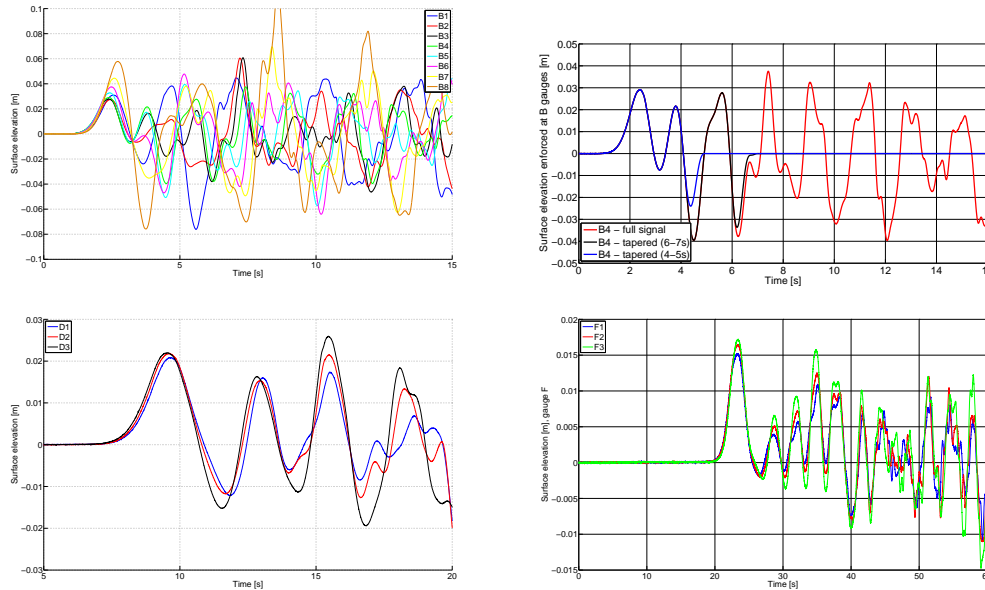 0.1
0.08
0.06
0.04
0.02
0
−0.02
−0.04
−0.06
−0.08
−0.1
Surface elevation [m]
0
5
10
15
Time [s]
B1
B2
B3
B4
B5
B6
B7
B8
0.05
0.04
0.03
0.02
0.01
0
−0.01
−0.02
−0.03
−0.04
−0.05
Surface elevation enforced at B gauges [m]
0
2
4
6
8
10
12
14
16
Time [s]
B4 − full signal
B4 − tapered (6−7s)
B4 − tapered (4−5s)
0.03
0.02
0.01
0
−0.01
−0.02
−0.03
Surface elevation [m]
5
10
15
20
Time [s]
D1
D2
D3
0.02
0.015
0.01
0.005
0
−0.005
−0.01
−0.015
Surface elevation [m], gauge F
0
10
20
30
40
50
Time [s]
F1
F2
F3